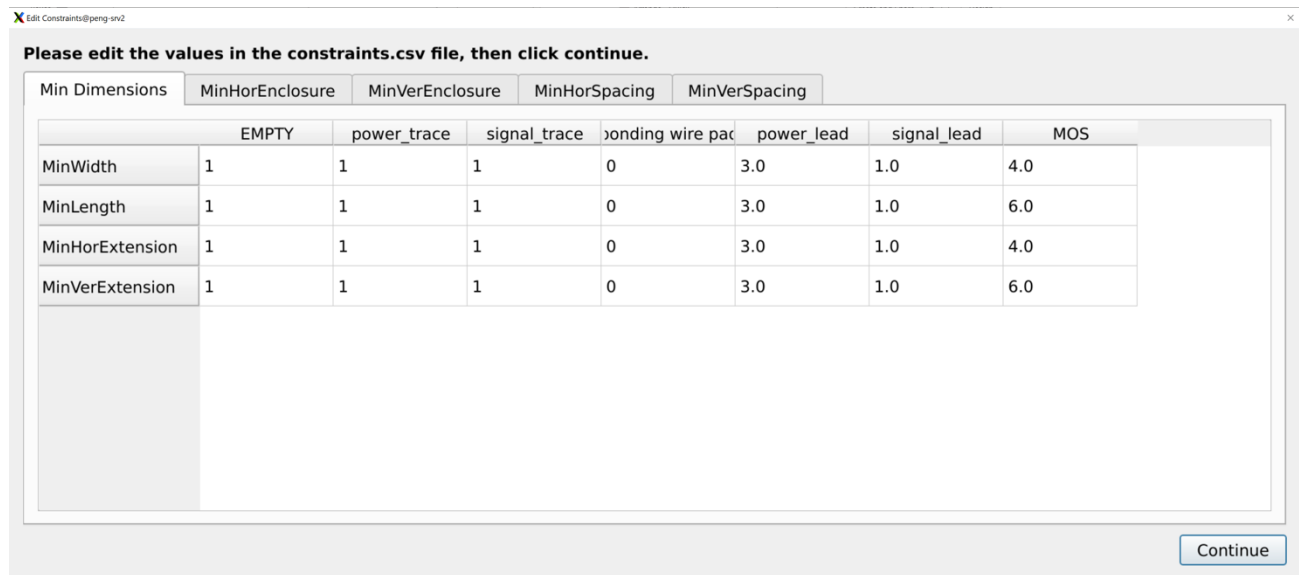 Edit Constraints@peng-srv2
Please edit the values in the constraints.csv file, then click continue.
Min Dimensions MinHorEnclosure MinVerEnclosure MinHorSpacing MinVerSpacing
EMPTY power_trace signal_trace onding wire pad power_lead signal_lead MOS
MinWidth 1 1 1 0 3.0 1.0 4.0
MinLength 1 1 1 0 3.0 1.0 6.0
MinHorExtension 1 1 1 0 3.0 1.0 4.0
MinVerExtension 1 1 1 0 3.0 1.0 6.0
Continue